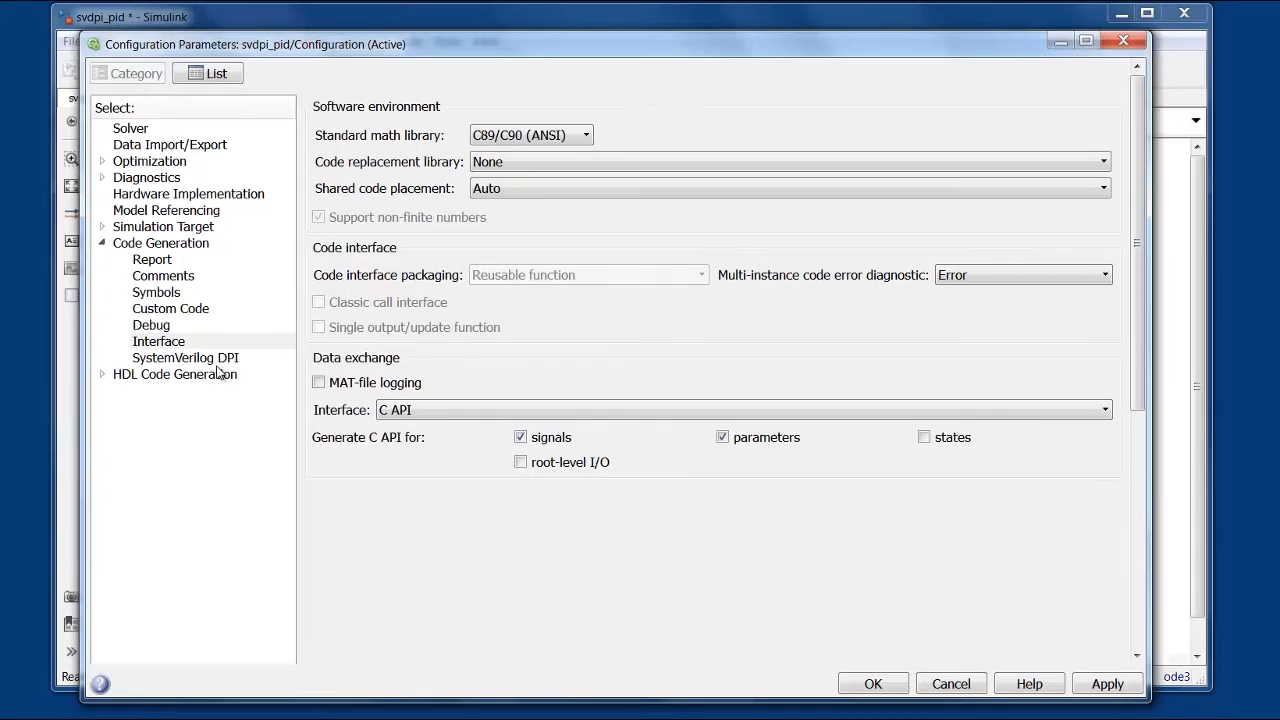 svdpi_pid * - Simulink
File
Configuration Parameters: svdpi_pid/Configuration (Active)
Category
List
sv
Select:
Solver
Data Import/Export
Optimization
Diagnostics
Hardware Implementation
Model Referencing
Simulation Target
Code Generation
Report
Comments
Symbols
Custom Code
Debug
Interface
SystemVerilog DPI
HDL Code Generation
Software environment
Standard math library: C89/C90 (ANSI)
Code replacement library: None
Shared code placement: Auto
Support non-finite numbers
Code interface
Code interface packaging: Reusable function Multi-instance code error diagnostic: Error
Classic call interface
Single output/update function
Data exchange
MAT-file logging
Interface: C API
Generate C API for: signals parameters states
root-level I/O
Rea
ode3
OK Cancel Help Apply